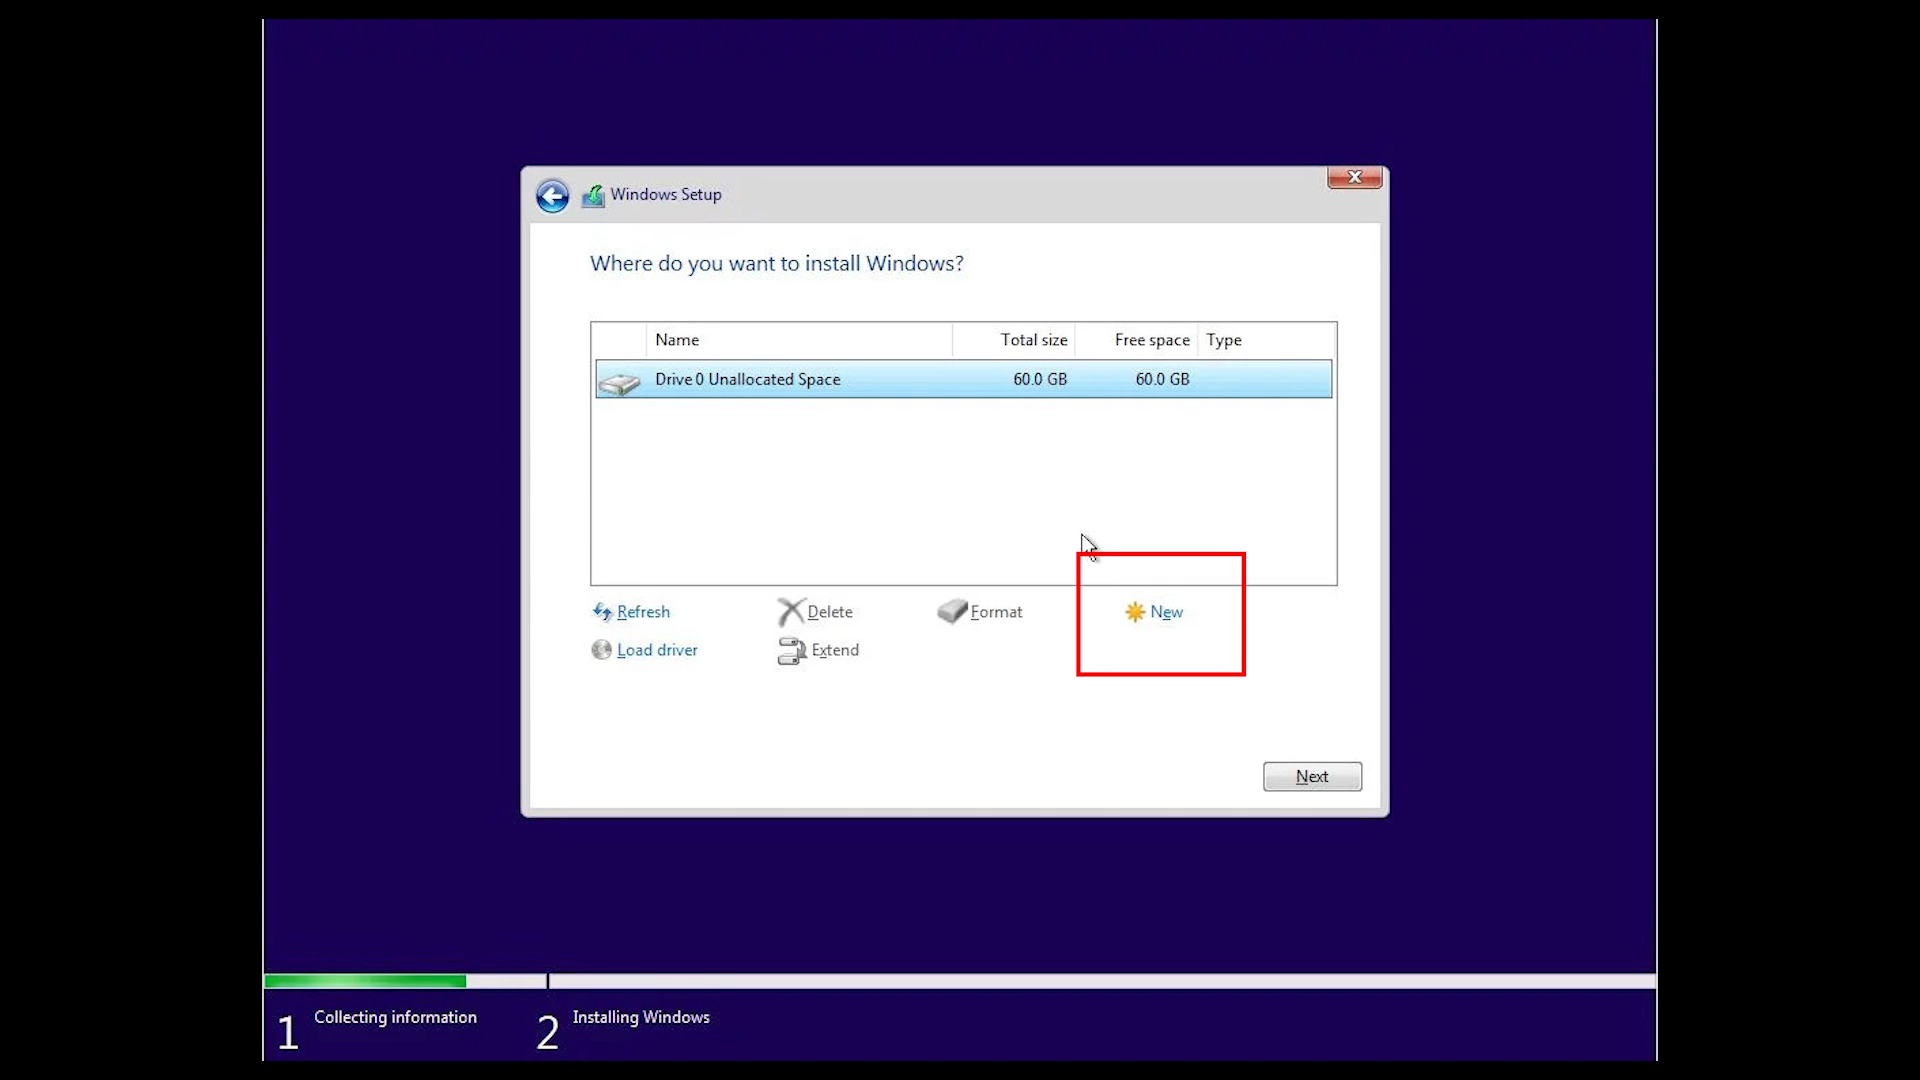 Windows Setup
Where do you want to install Windows?
Name Total size Free space Type
Drive 0 Unallocated Space 60.0 GB 60.0 GB
Refresh Delete Format New
Load driver Extend
Next
1 Collecting information 2 Installing Windows